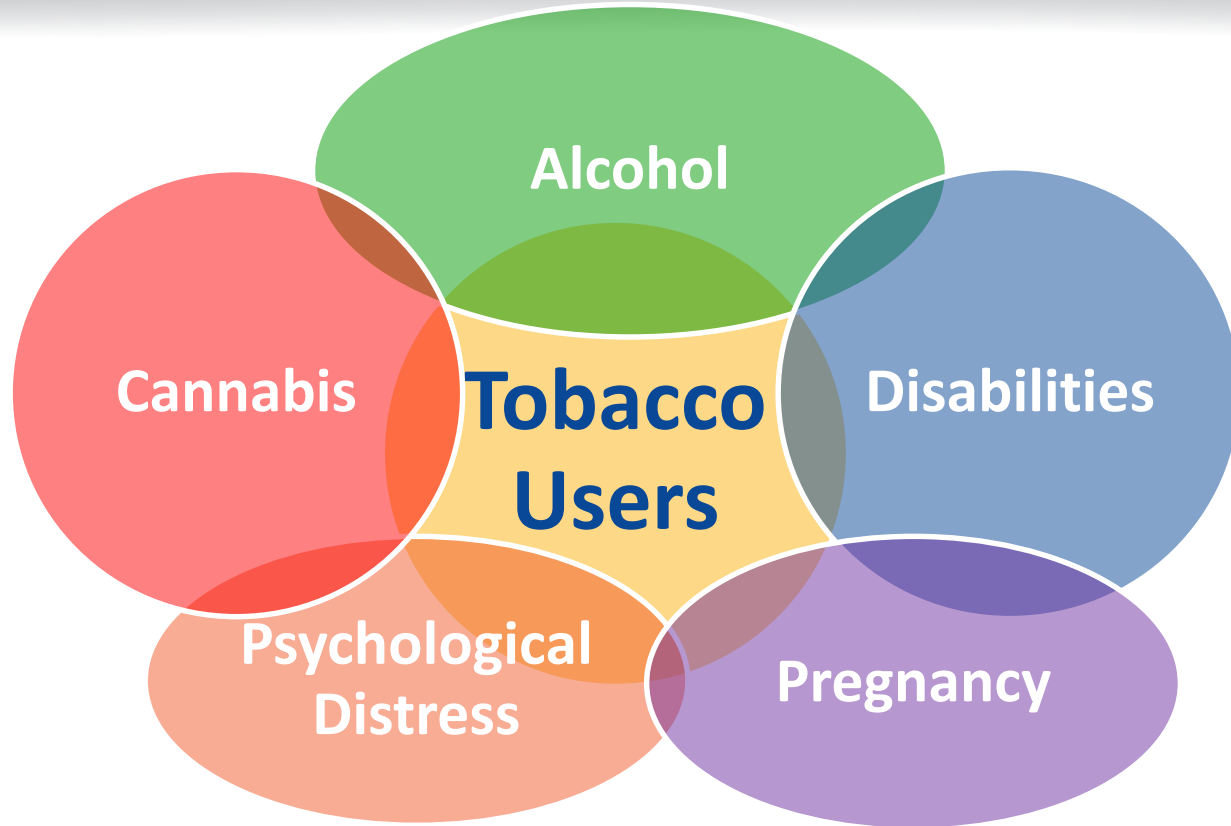 Alcohol
Cannabis
Tobacco
Users
Disabilities
Psychological
Distress
Pregnancy